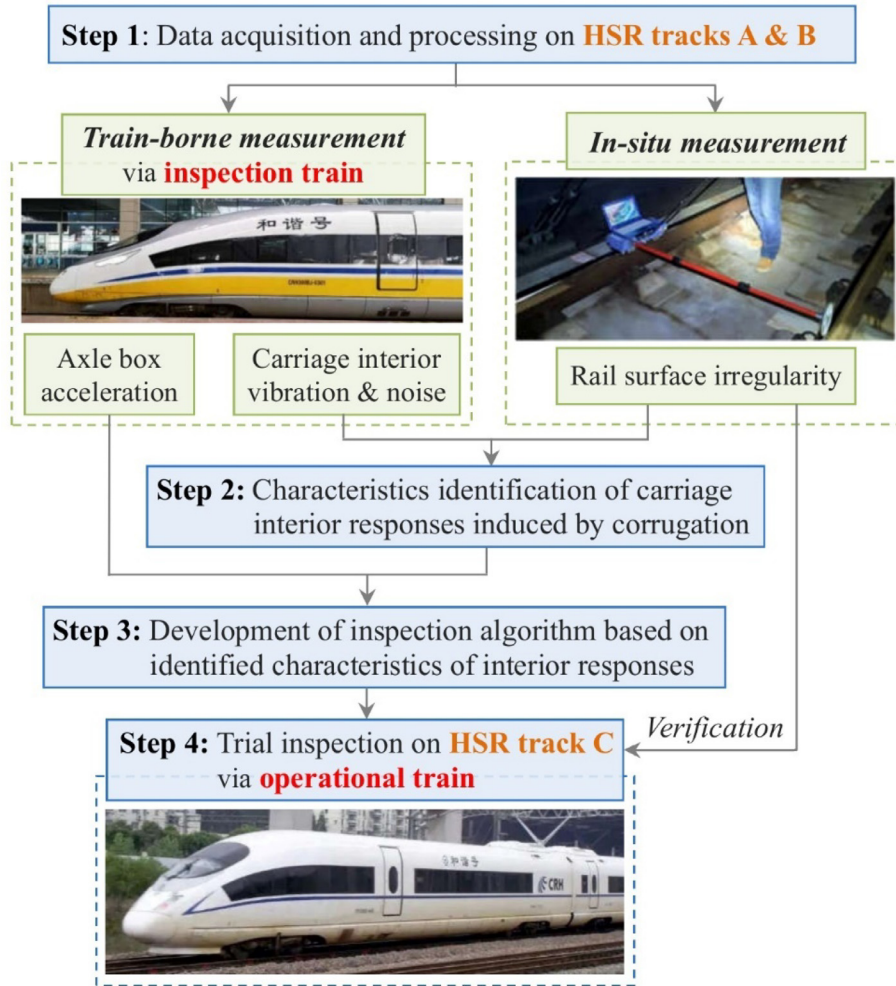 Step 1: Data acquisition and processing on HSR tracks A & B
Train-borne measurement
via inspection train
In-situ measurement
和谐号
Axle box
acceleration
Carriage interior
vibration & noise
Rail surface irregularity
Step 2: Characteristics identification of carriage
interior responses induced by corrugation
Step 3: Development of inspection algorithm based on
identified characteristics of interior responses
Verification
Step 4: Trial inspection on HSR track C
via operational train
和谐号
CRH